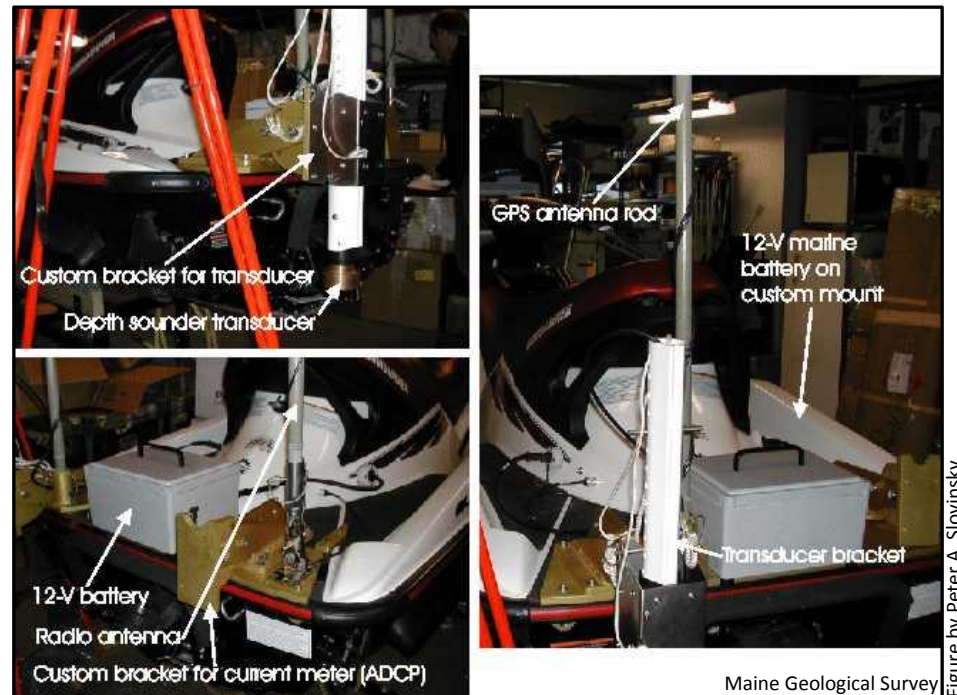 Custom bracket for transducer
Depth sounder transducer
12-V battery
Radio antenna
Custom bracket for current meter (ADCP)
GPS antenna rod
12-V marine
battery on
custom mount
Transducer bracket
Maine Geological Survey
Figure by Peter A. Slovinsky